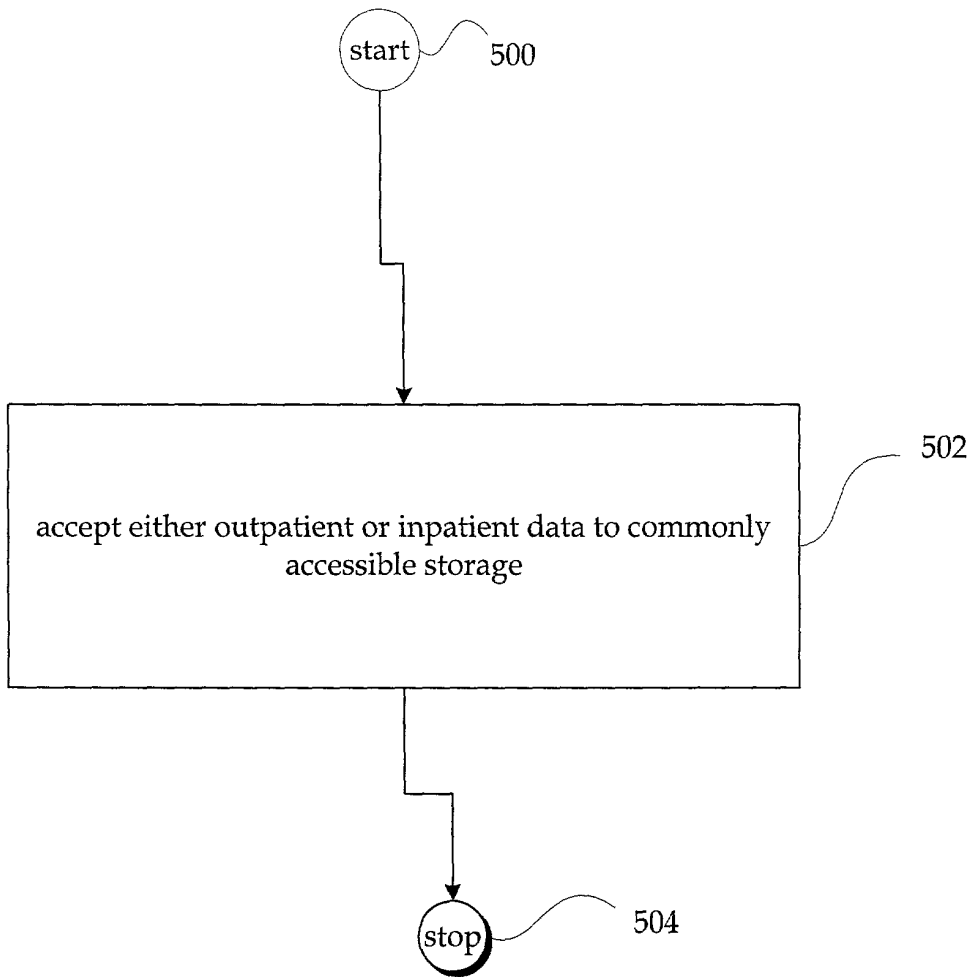 start
500
502
accept either outpatient or inpatient data to commonly
accessible storage
stop
504